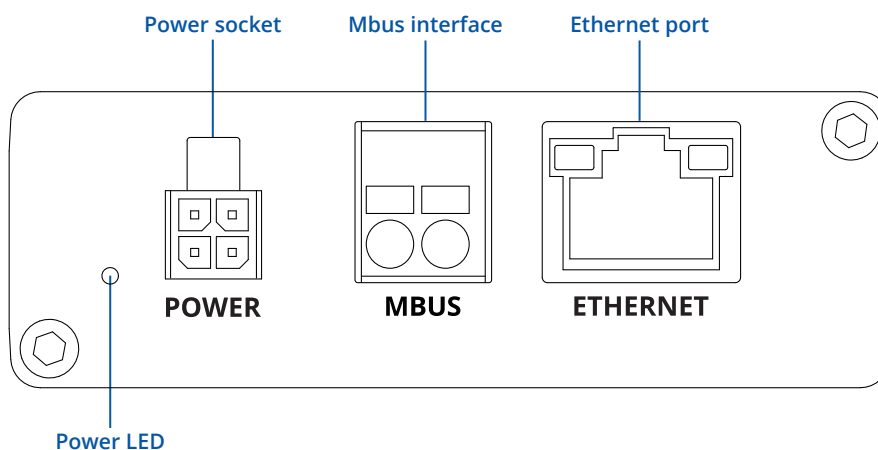 Power socket
Mbus interface
Ethernet port
POWER
MBUS
ETHERNET
Power LED